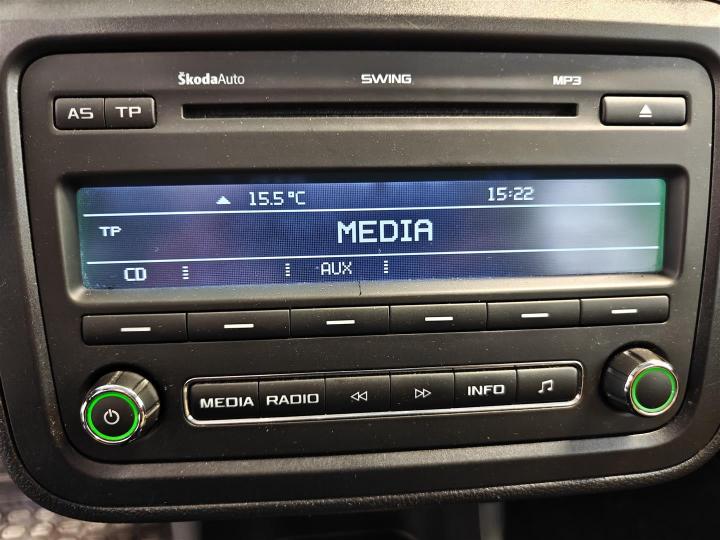 ŠkodaAuto SWING MP3
AS TP
15.5°C 15:22
TP MEDIA
CD AUX
MEDIA RADIO INFO